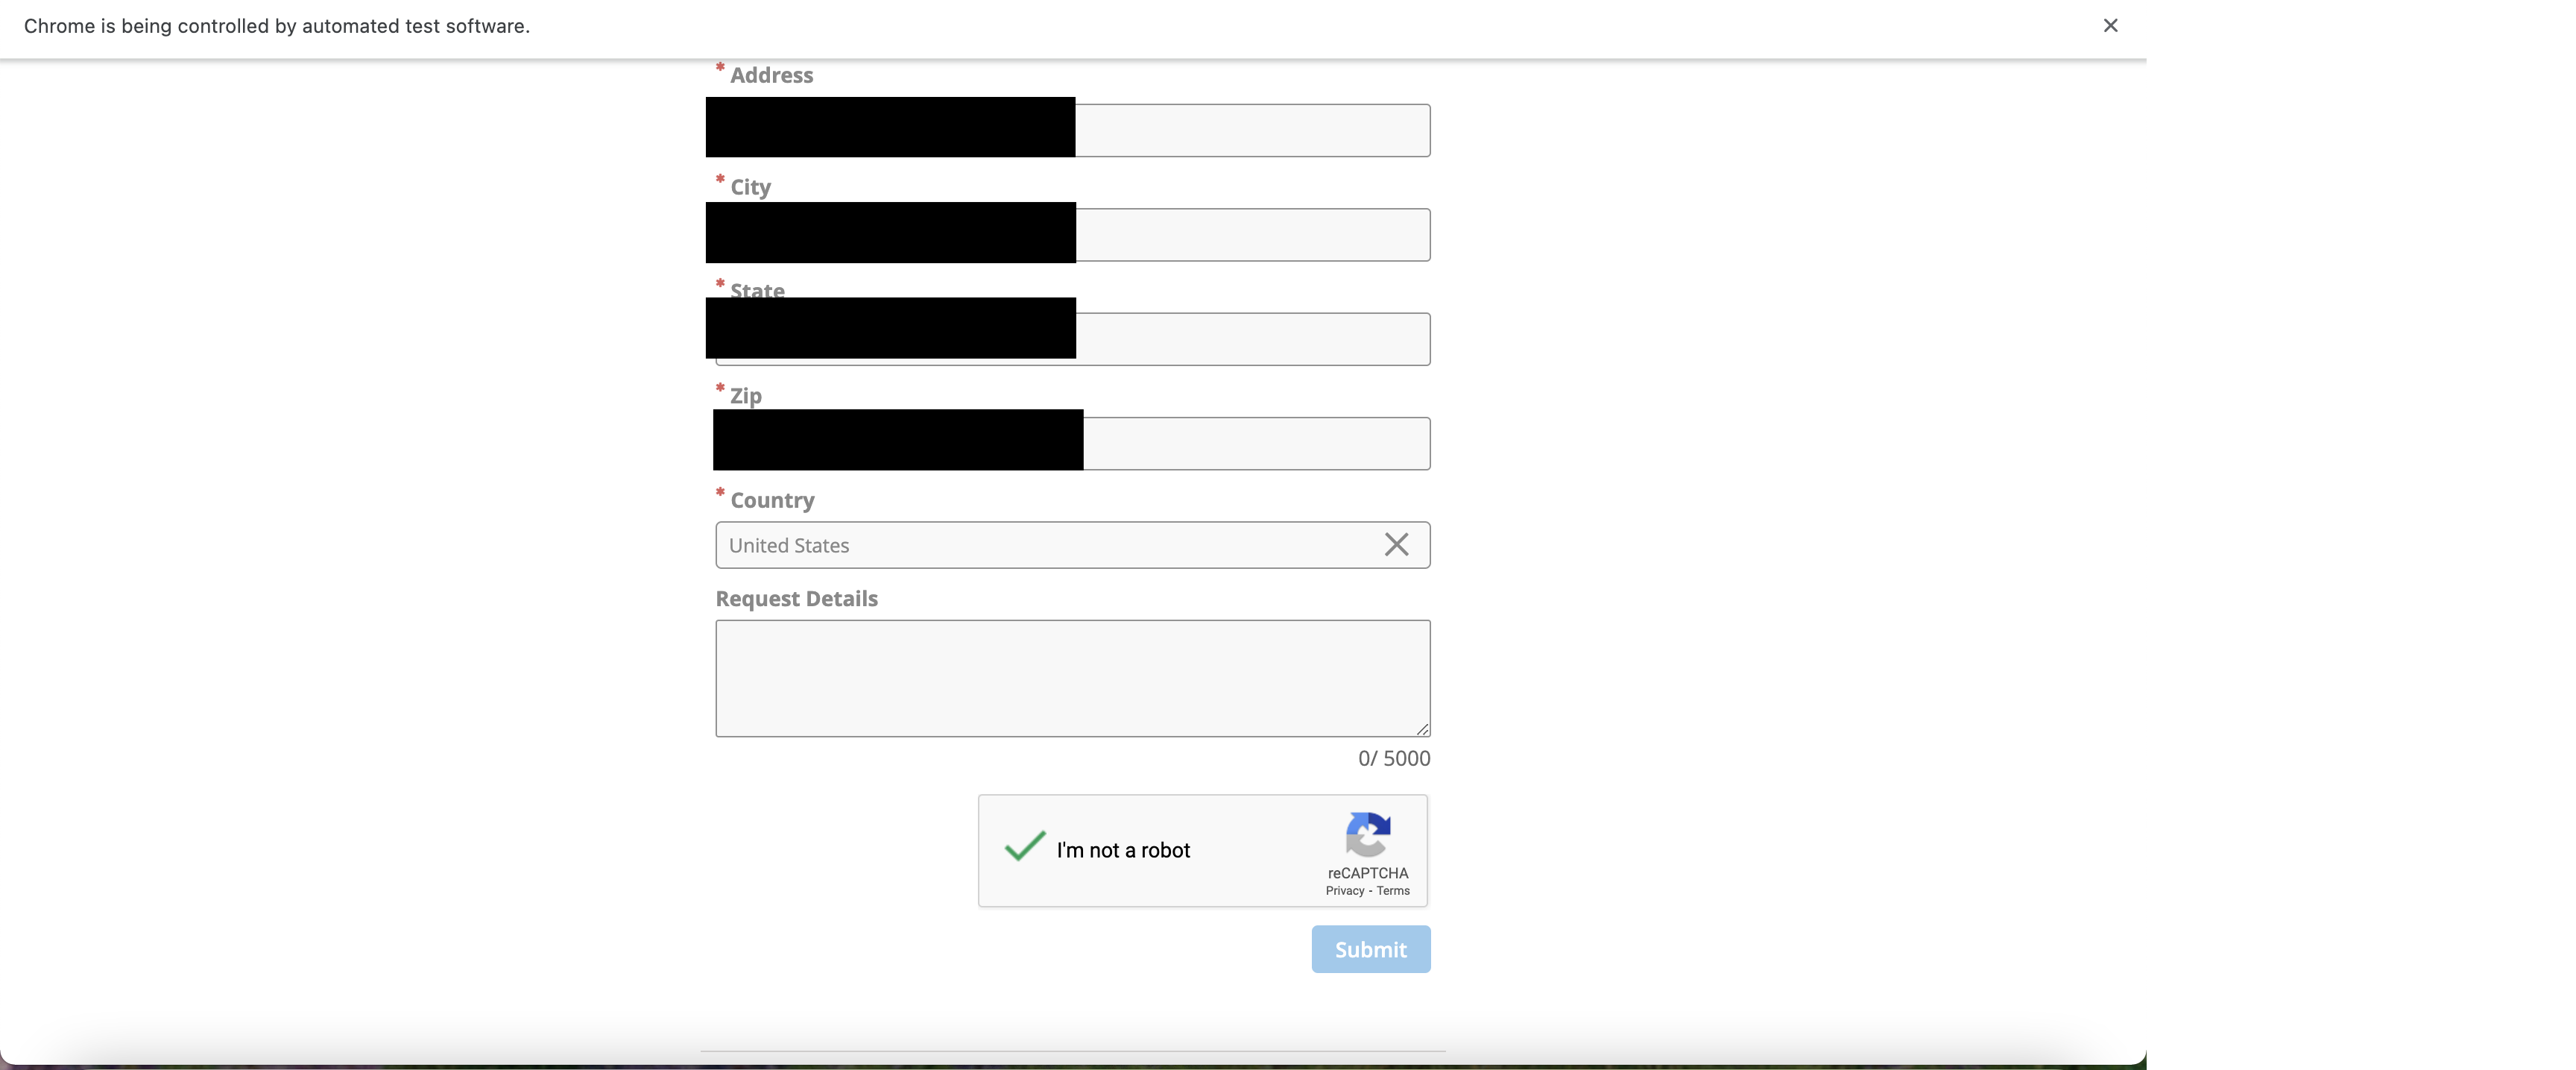 Chrome is being controlled by automated test software.
* Address
* City
* State
* Zip
* Country
United States
Request Details
0/ 5000
I'm not a robot
reCAPTCHA
Privacy - Terms
Submit